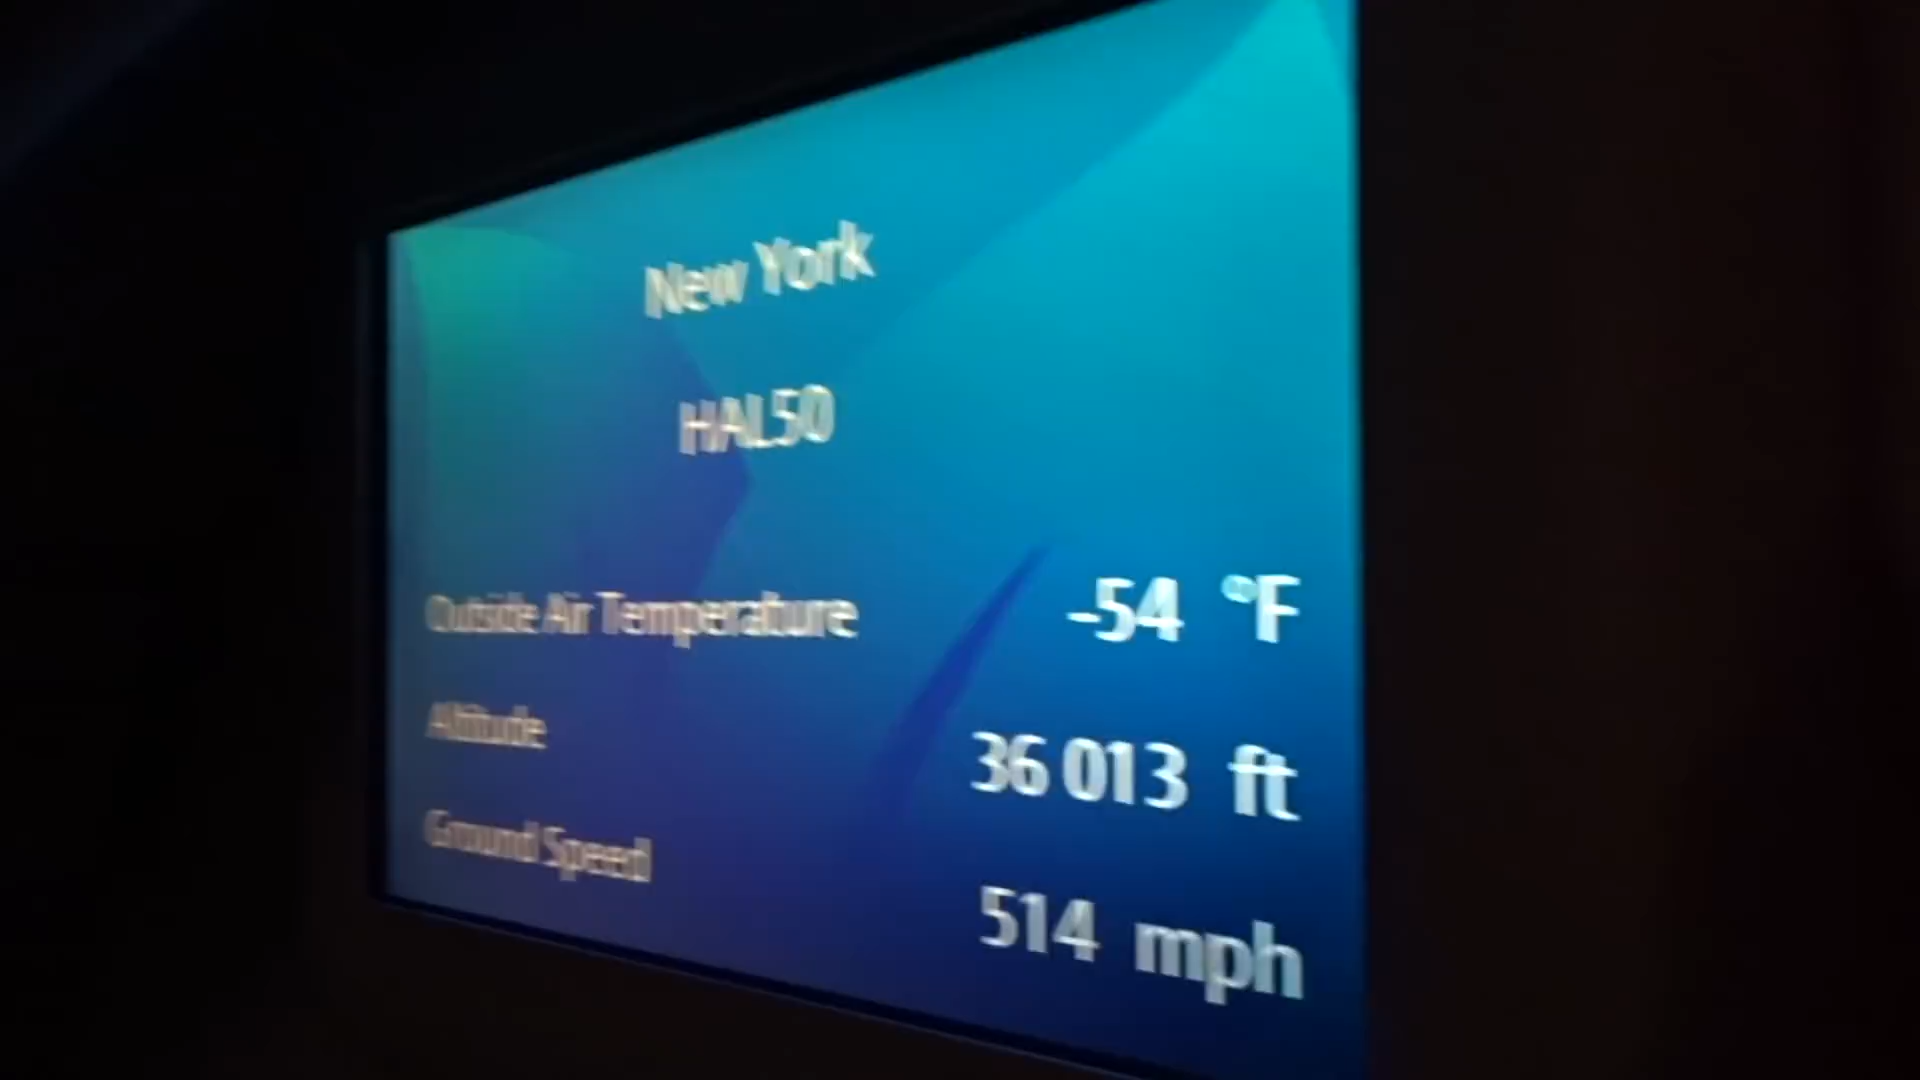 New York
HAL50
Outside Air Temperature -54 °F
Altitude 36 013 ft
Ground Speed 514 mph